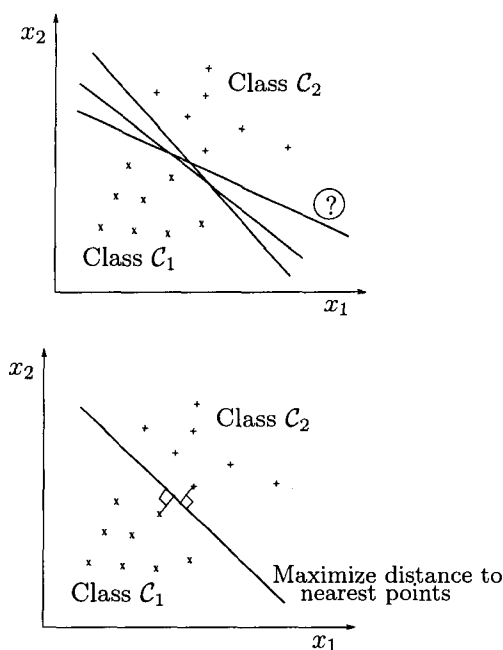 x₂
Class 𝒞₂
?
Class 𝒞₁
x₁
x₂
Class 𝒞₂
Maximize distance to
nearest points
Class 𝒞₁
x₁